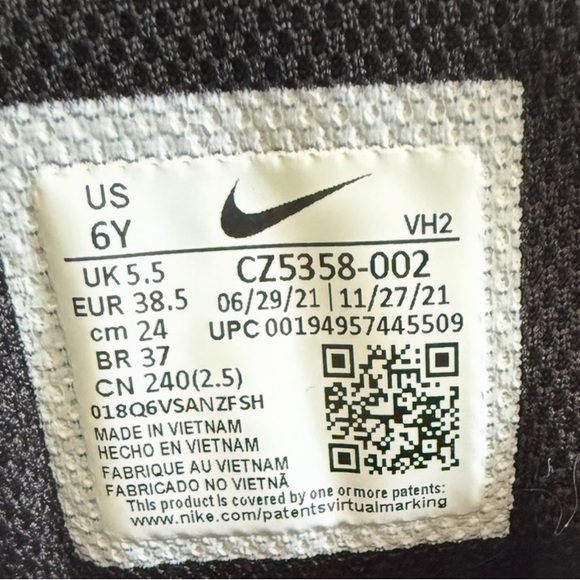 US
6Y
VH2
UK 5.5
CZ5358-002
EUR 38.5
06/29/21 | 11/27/21
cm 24
UPC 00194957445509
BR 37
CN 240(2.5)
018Q6VSANZFSH
MADE IN VIETNAM
HECHO EN VIETNAM
FABRIQUE AU VIETNAM
FABRICADO NO VIETNÃ
This product is covered by one or more patents:
www.nike.com/patentsvirtualmarking